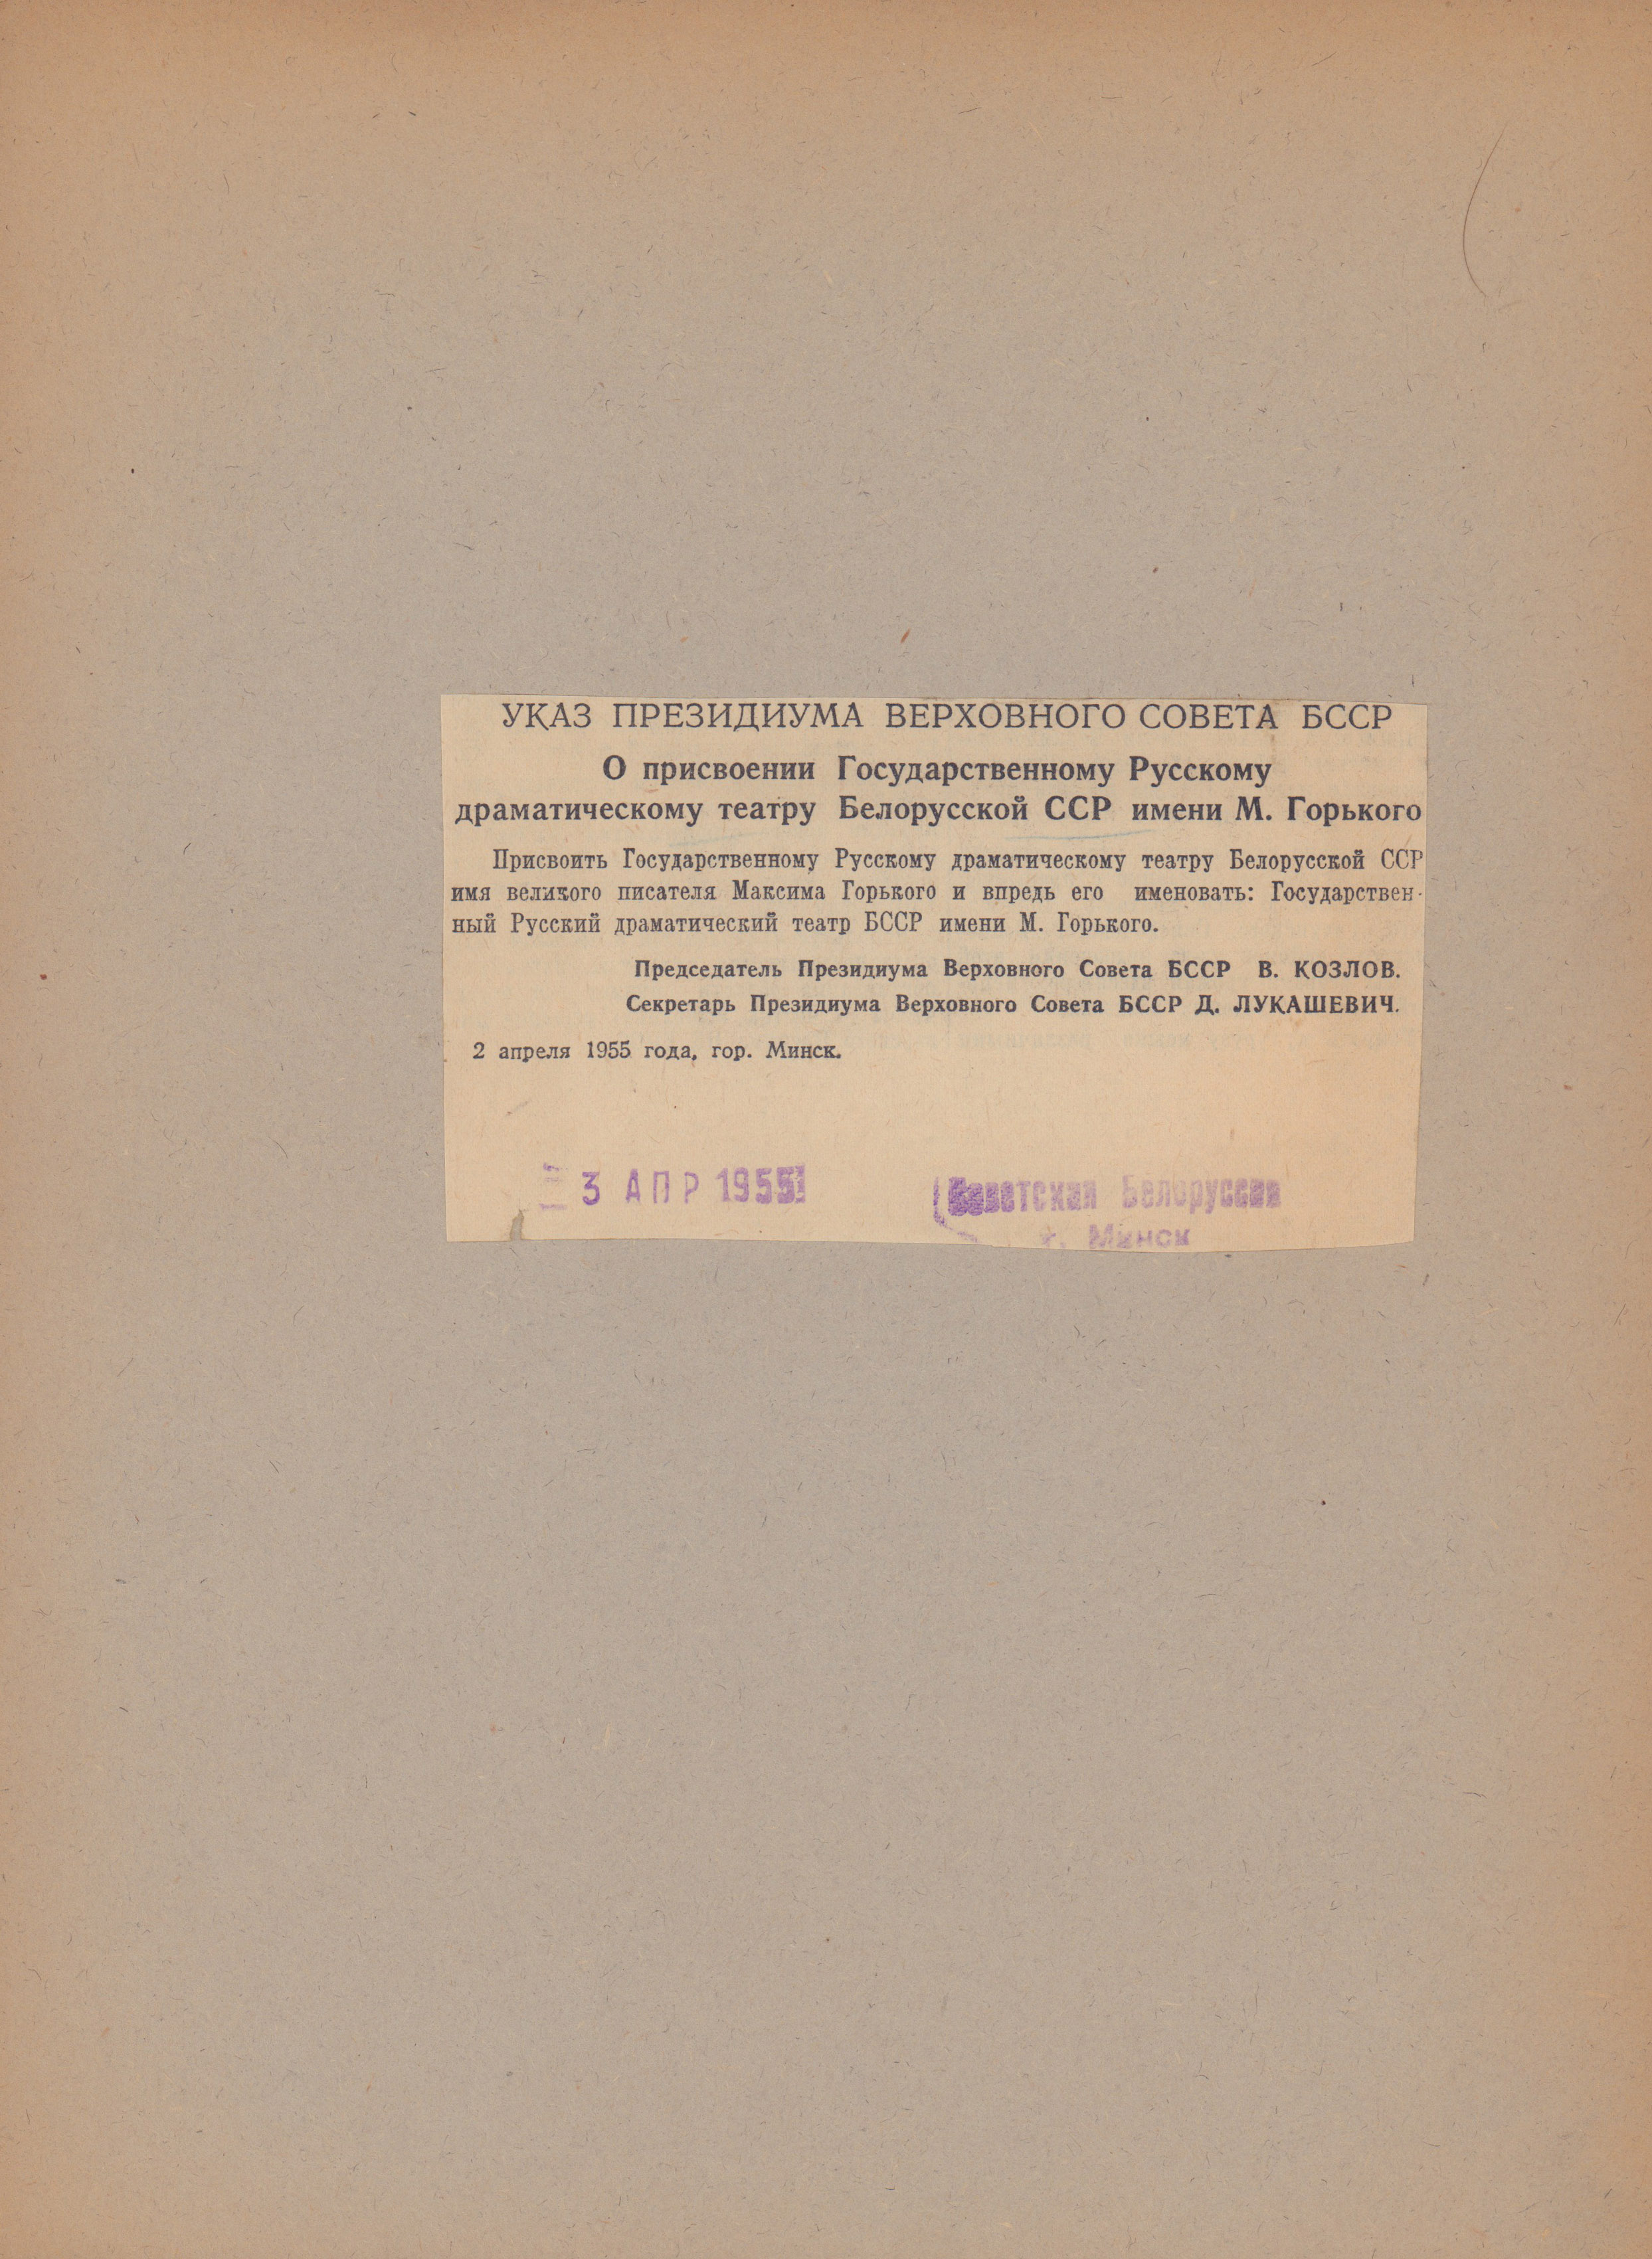 УКАЗ ПРЕЗИДИУМА ВЕРХОВНОГО СОВЕТА БССР
О присвоении Государственному Русскому
драматическому театру Белорусской ССР имени М. Горького
Присвоить Государственному Русскому драматическому театру Белорусской ССР
имя великого писателя Максима Горького и впредь его именовать: Государствен-
ный Русский драматический театр БССР имени М. Горького.
Председатель Президиума Верховного Совета БССР В. КОЗЛОВ.
Секретарь Президиума Верховного Совета БССР Д. ЛУКАШЕВИЧ.
2 апреля 1955 года, гор. Минск.
3 АПР 1955
Советская Белоруссия
г. Минск